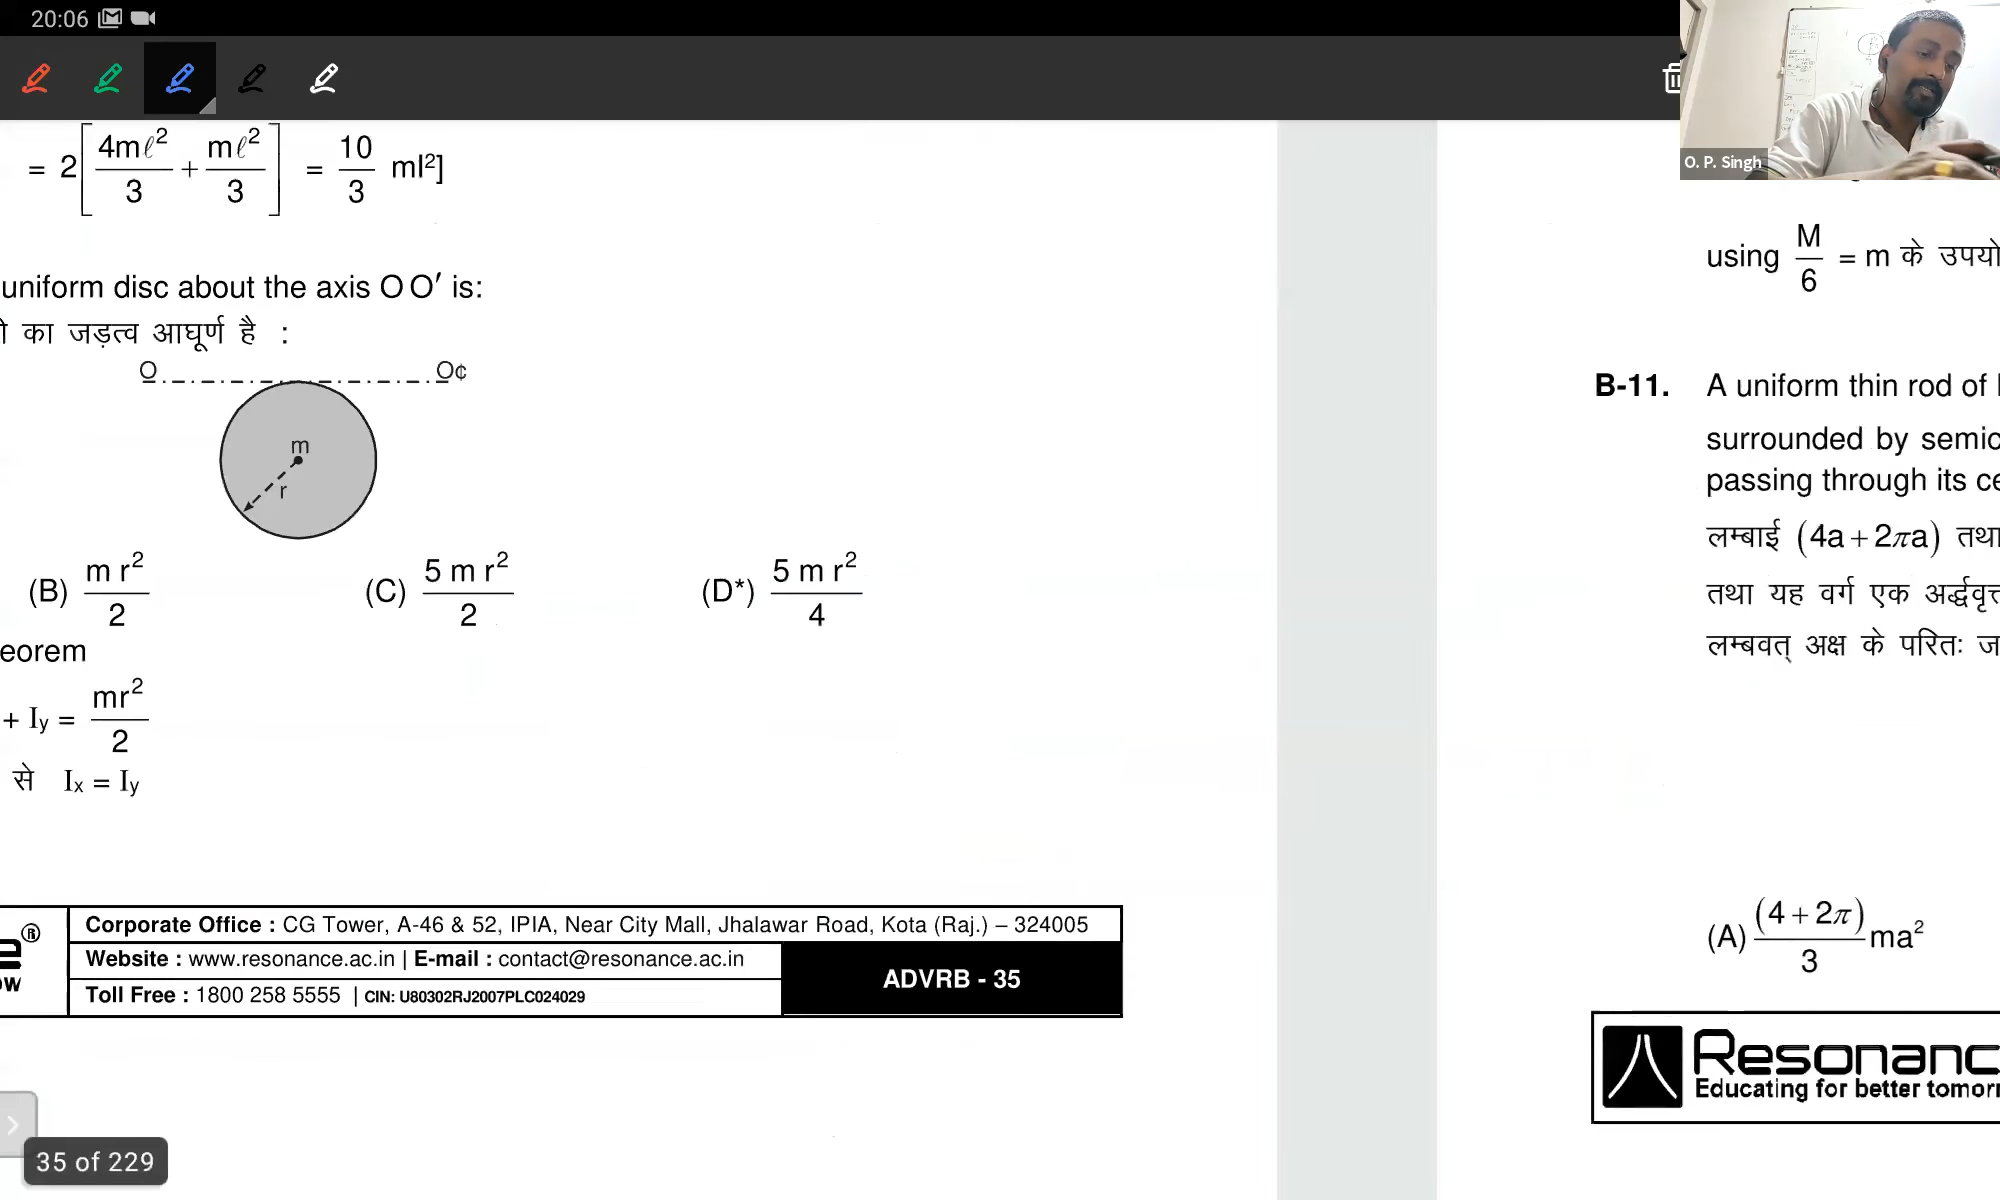 20:06
= 2[4mℓ²/3 + mℓ²/3] = 10/3 ml²]
uniform disc about the axis O O′ is:
का जड़त्व आघूर्ण है :
O O¢
m
r
(B) m r²/2 (C) 5 m r²/2 (D*) 5 m r²/4
eorem
+ Iy = mr²/2
से Ix = Iy
®
Corporate Office : CG Tower, A-46 & 52, IPIA, Near City Mall, Jhalawar Road, Kota (Raj.) – 324005
Website : www.resonance.ac.in | E-mail : contact@resonance.ac.in
Toll Free : 1800 258 5555 | CIN: U80302RJ2007PLC024029
ADVRB - 35
35 of 229
O. P. Singh
using M/6 = m के
B-11. A uniform thin rod of
surrounded by semic
passing through its ce
लम्बाई (4a + 2πa) तथा
तथा यह वर्ग एक
लम्बवत् अक्ष के परितः ज
(A) (4 + 2π)/3 ma²
Resonanc
Educating for better tomorr